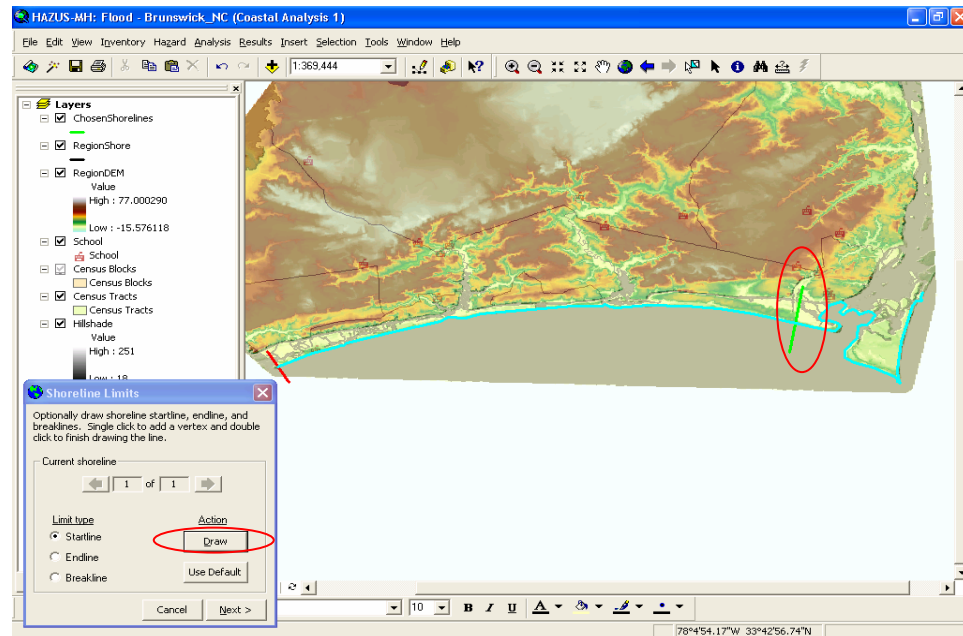 HAZUS-MH: Flood - Brunswick_NC (Coastal Analysis 1)
File Edit View Inventory Hazard Analysis Results Insert Selection Tools Window Help
1:369,444
Layers
ChosenShorelines
RegionShore
RegionDEM
Value
High : 77.000290
Low : -15.576118
School
School
Census Blocks
Census Blocks
Census Tracts
Census Tracts
Hillshade
Value
High : 251
Low : 18
Shoreline Limits
Optionally draw shoreline startline, endline, and
breaklines. Single click to add a vertex and double
click to finish drawing the line.
Current shoreline
1 of 1
Limit type Action
Startline Draw
Endline
Use Default
Breakline
Cancel Next >
10 B I U A
78°4'54.17"W 33°42'56.74"N